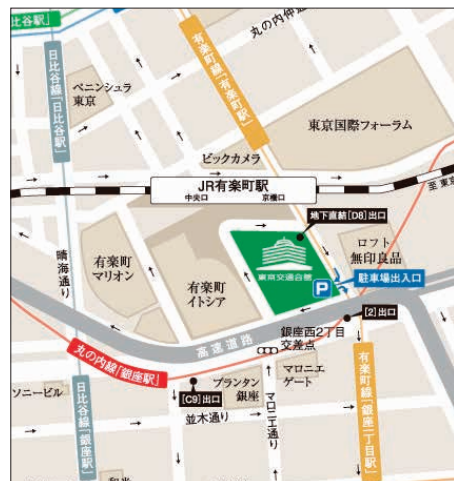 比谷駅」
丸の内仲通
日比谷線「日比谷駅」
有楽町線「有楽町駅」
ペニンシュラ
東京
東京国際フォーラム
ビックカメラ
JR有楽町駅
中央口
京橋口
至 東京
地下直結[D8]出口
晴海通り
有楽町
マリオン
有楽町
イトシア
東京交通会館
ロフト
無印良品
P
駐車場出入口
[2]出口
高速道路
銀座西2丁目
交差点
丸の内線「銀座駅」
マロニエ
ゲート
プランタン
銀座
ソニービル
[C9]出口
並木通り
マロニエ通り
日比谷線「銀座駅」
有楽町線「銀座一丁目駅」